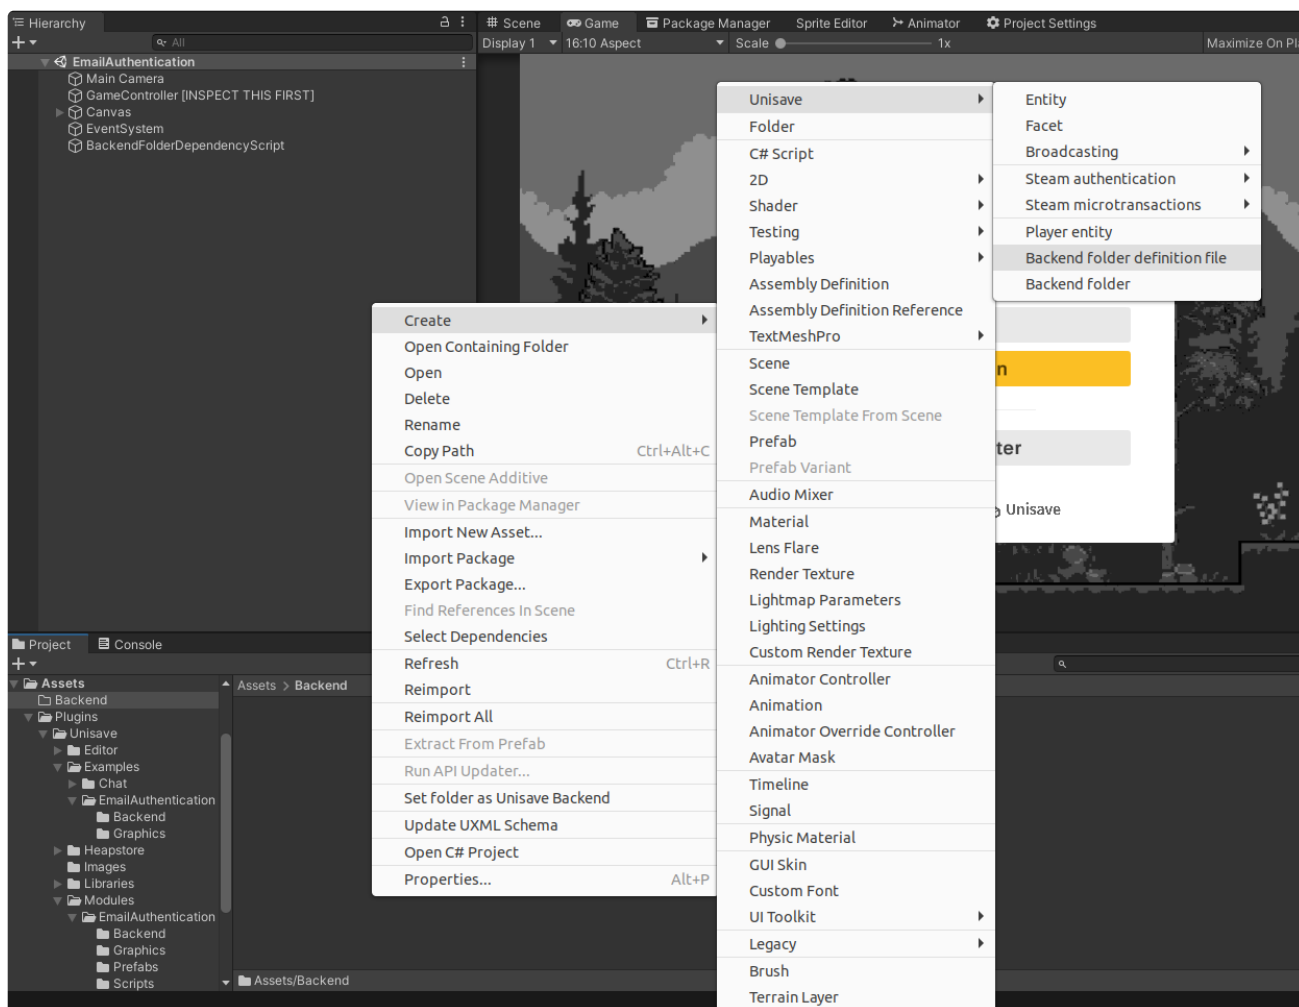 Hierarchy
All
EmailAuthentication
Main Camera
GameController [INSPECT THIS FIRST]
Canvas
EventSystem
BackendFolderDependencyScript
Scene
Game
Package Manager
Sprite Editor
Animator
Project Settings
Display 1
16:10 Aspect
Scale
1x
Maximize On Pl
Create
Open Containing Folder
Open
Delete
Rename
Copy Path Ctrl+Alt+C
Open Scene Additive
View in Package Manager
Import New Asset...
Import Package
Export Package...
Find References In Scene
Select Dependencies
Refresh Ctrl+R
Reimport
Reimport All
Extract From Prefab
Run API Updater...
Set folder as Unisave Backend
Update UXML Schema
Open C# Project
Properties... Alt+P
Unisave
Folder
C# Script
2D
Shader
Testing
Playables
Assembly Definition
Assembly Definition Reference
TextMeshPro
Scene
Scene Template
Scene Template From Scene
Prefab
Prefab Variant
Audio Mixer
Material
Lens Flare
Render Texture
Lightmap Parameters
Lighting Settings
Custom Render Texture
Animator Controller
Animation
Animator Override Controller
Avatar Mask
Timeline
Signal
Physic Material
GUI Skin
Custom Font
UI Toolkit
Legacy
Brush
Terrain Layer
Entity
Facet
Broadcasting
Steam authentication
Steam microtransactions
Player entity
Backend folder definition file
Backend folder
n
ter
Unisave
Project
Console
Assets
Backend
Plugins
Unisave
Editor
Examples
Chat
EmailAuthentication
Backend
Graphics
Heapstore
Images
Libraries
Modules
EmailAuthentication
Backend
Graphics
Prefabs
Scripts
Assets > Backend
Assets/Backend